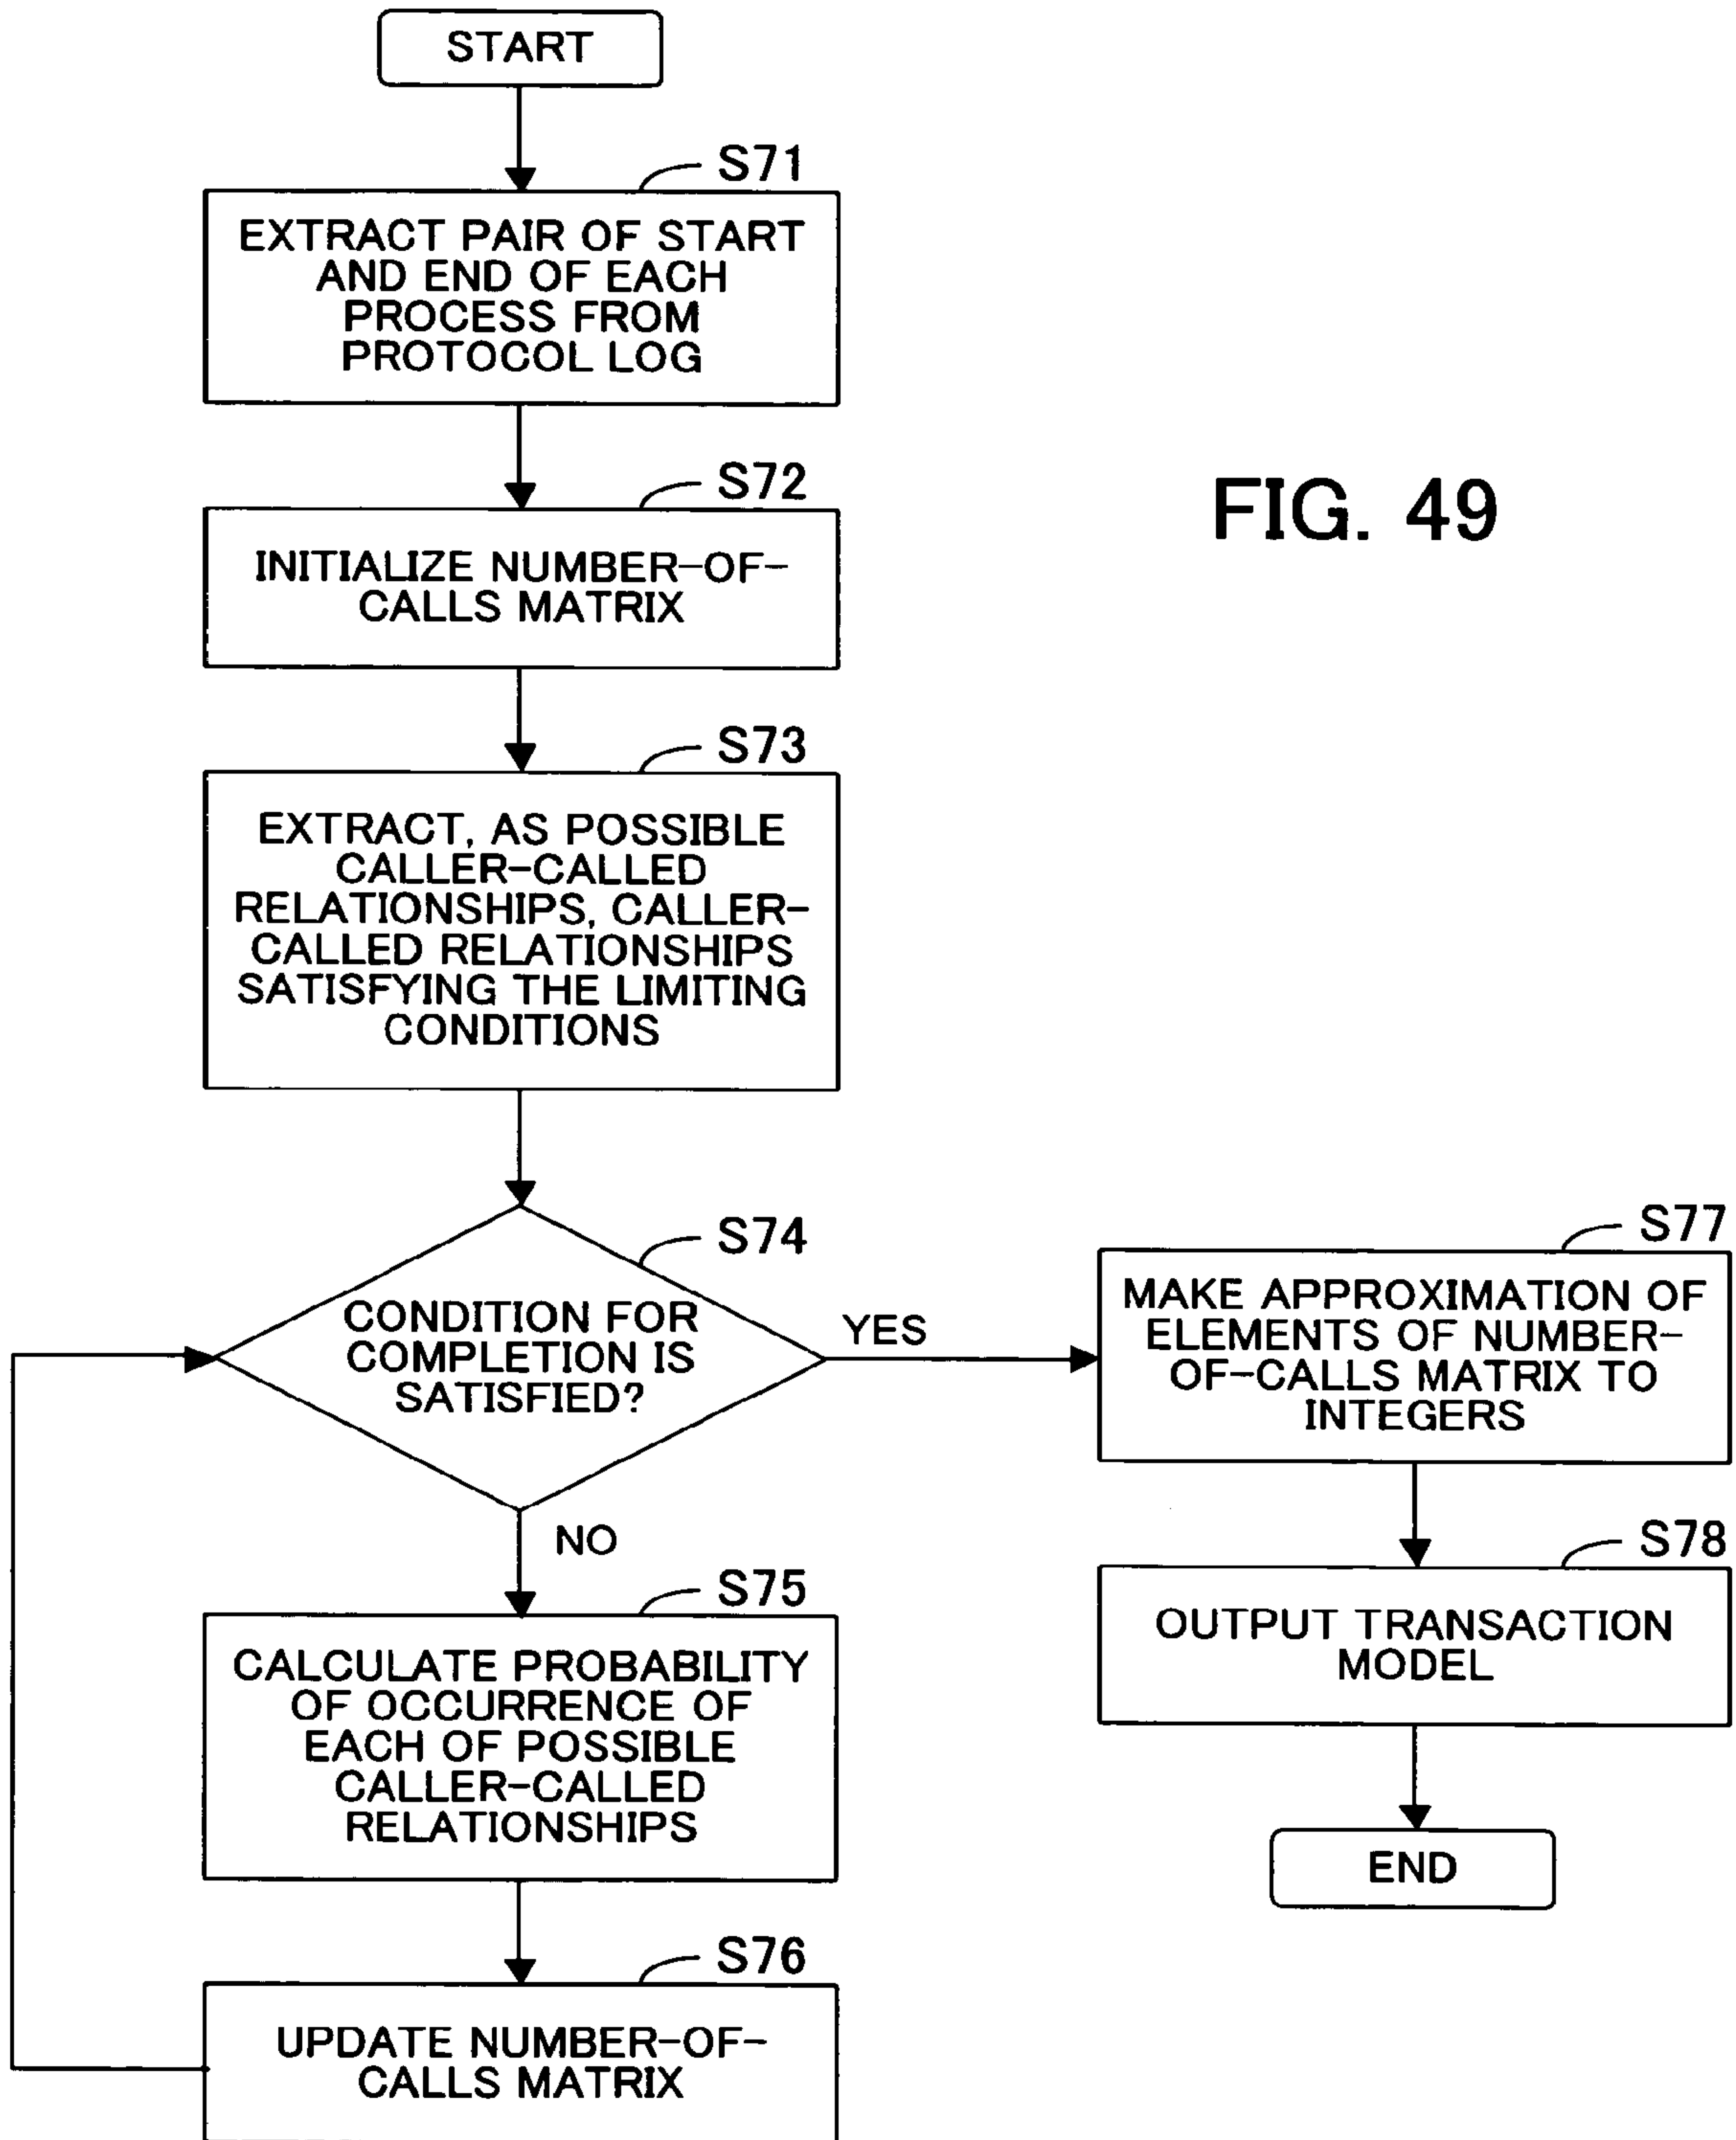 START
S71
EXTRACT PAIR OF START
AND END OF EACH
PROCESS FROM
PROTOCOL LOG
S72
INITIALIZE NUMBER-OF-
CALLS MATRIX
FIG. 49
S73
EXTRACT, AS POSSIBLE
CALLER-CALLED
RELATIONSHIPS, CALLER-
CALLED RELATIONSHIPS
SATISFYING THE LIMITING
CONDITIONS
S74
CONDITION FOR
COMPLETION IS
SATISFIED?
YES
NO
S75
CALCULATE PROBABILITY
OF OCCURRENCE OF
EACH OF POSSIBLE
CALLER-CALLED
RELATIONSHIPS
S76
UPDATE NUMBER-OF-
CALLS MATRIX
S77
MAKE APPROXIMATION OF
ELEMENTS OF NUMBER-
OF-CALLS MATRIX TO
INTEGERS
S78
OUTPUT TRANSACTION
MODEL
END